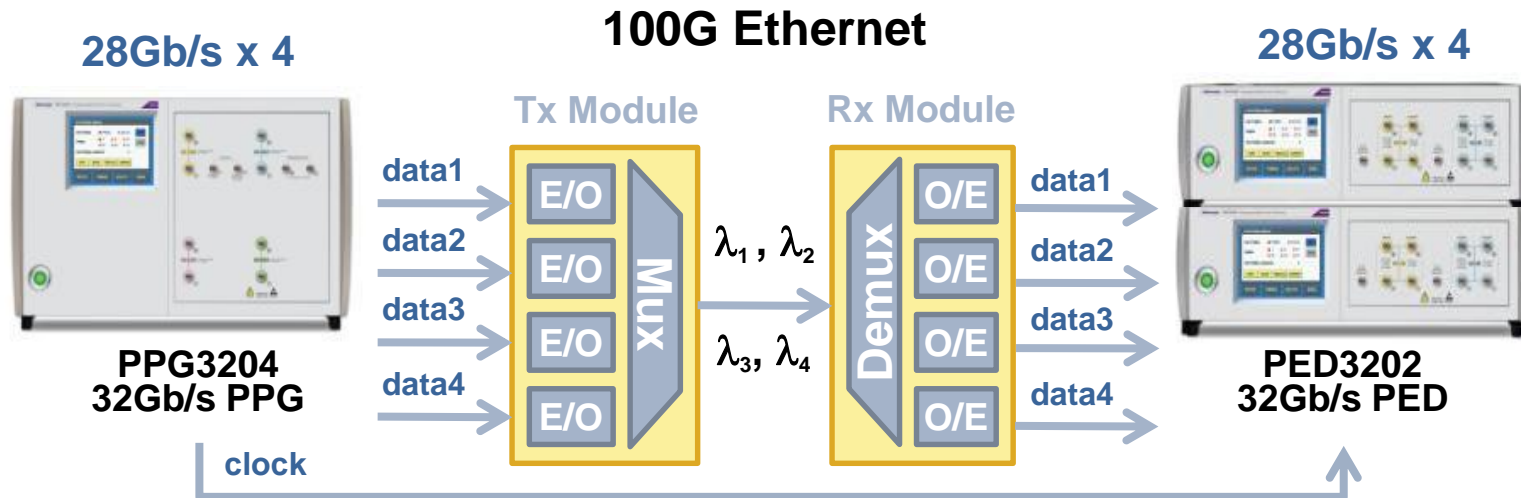 100G Ethernet
28Gb/s x 4
28Gb/s x 4
Tx Module
Rx Module
data1
data2
data3
data4
E/O
E/O
E/O
E/O
Mux
λ₁, λ₂
λ₃, λ₄
Demux
O/E
O/E
O/E
O/E
data1
data2
data3
data4
PPG3204
32Gb/s PPG
PED3202
32Gb/s PED
clock